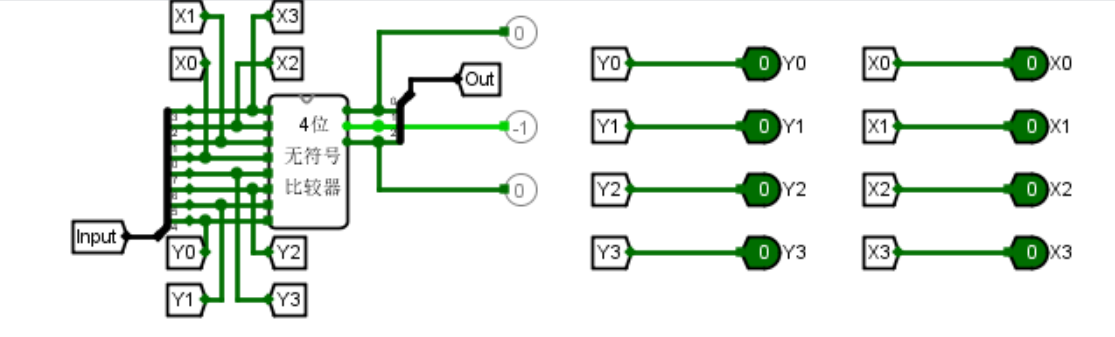 X1 X3
X0 X2
Out
4位
无符号
比较器
Input
Y0 Y2
Y1 Y3
0
-1
0
Y0 0 Y0
Y1 0 Y1
Y2 0 Y2
Y3 0 Y3
X0 0 X0
X1 0 X1
X2 0 X2
X3 0 X3